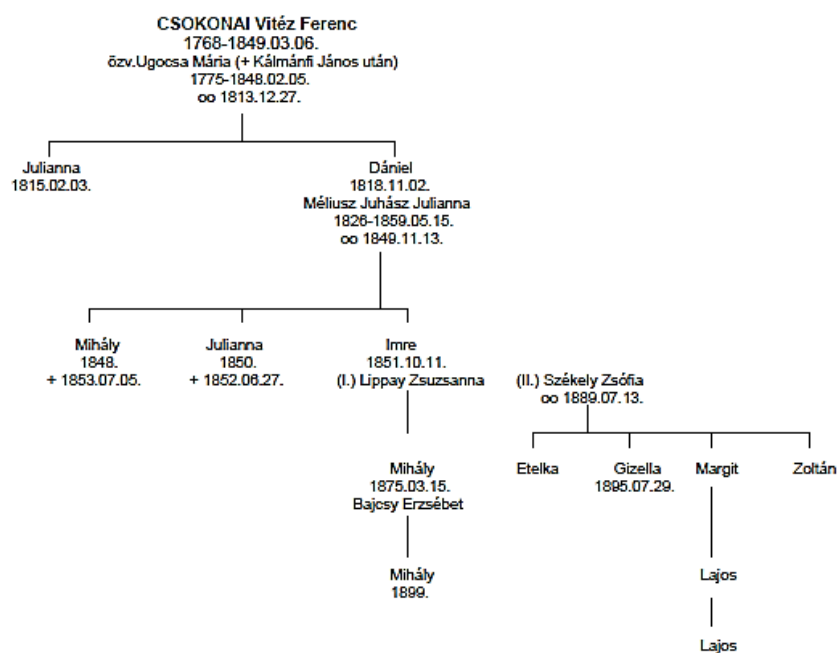 CSOKONAI Vitéz Ferenc
1768-1849.03.06.
özv.Ugocsa Mária (+ Kálmánfi János után)
1775-1848.02.05.
oo 1813.12.27.
Julianna
1815.02.03.
Dániel
1818.11.02.
Méliusz Juhász Julianna
1826-1859.05.15.
oo 1849.11.13.
Mihály
1848.
+ 1853.07.05.
Julianna
1850.
+ 1852.06.27.
Imre
1851.10.11.
(I.) Lippay Zsuzsanna
(II.) Székely Zsófia
oo 1889.07.13.
Mihály
1875.03.15.
Bajcsy Erzsébet
Etelka
Gizella
1895.07.29.
Margit
Zoltán
Mihály
1899.
Lajos
Lajos